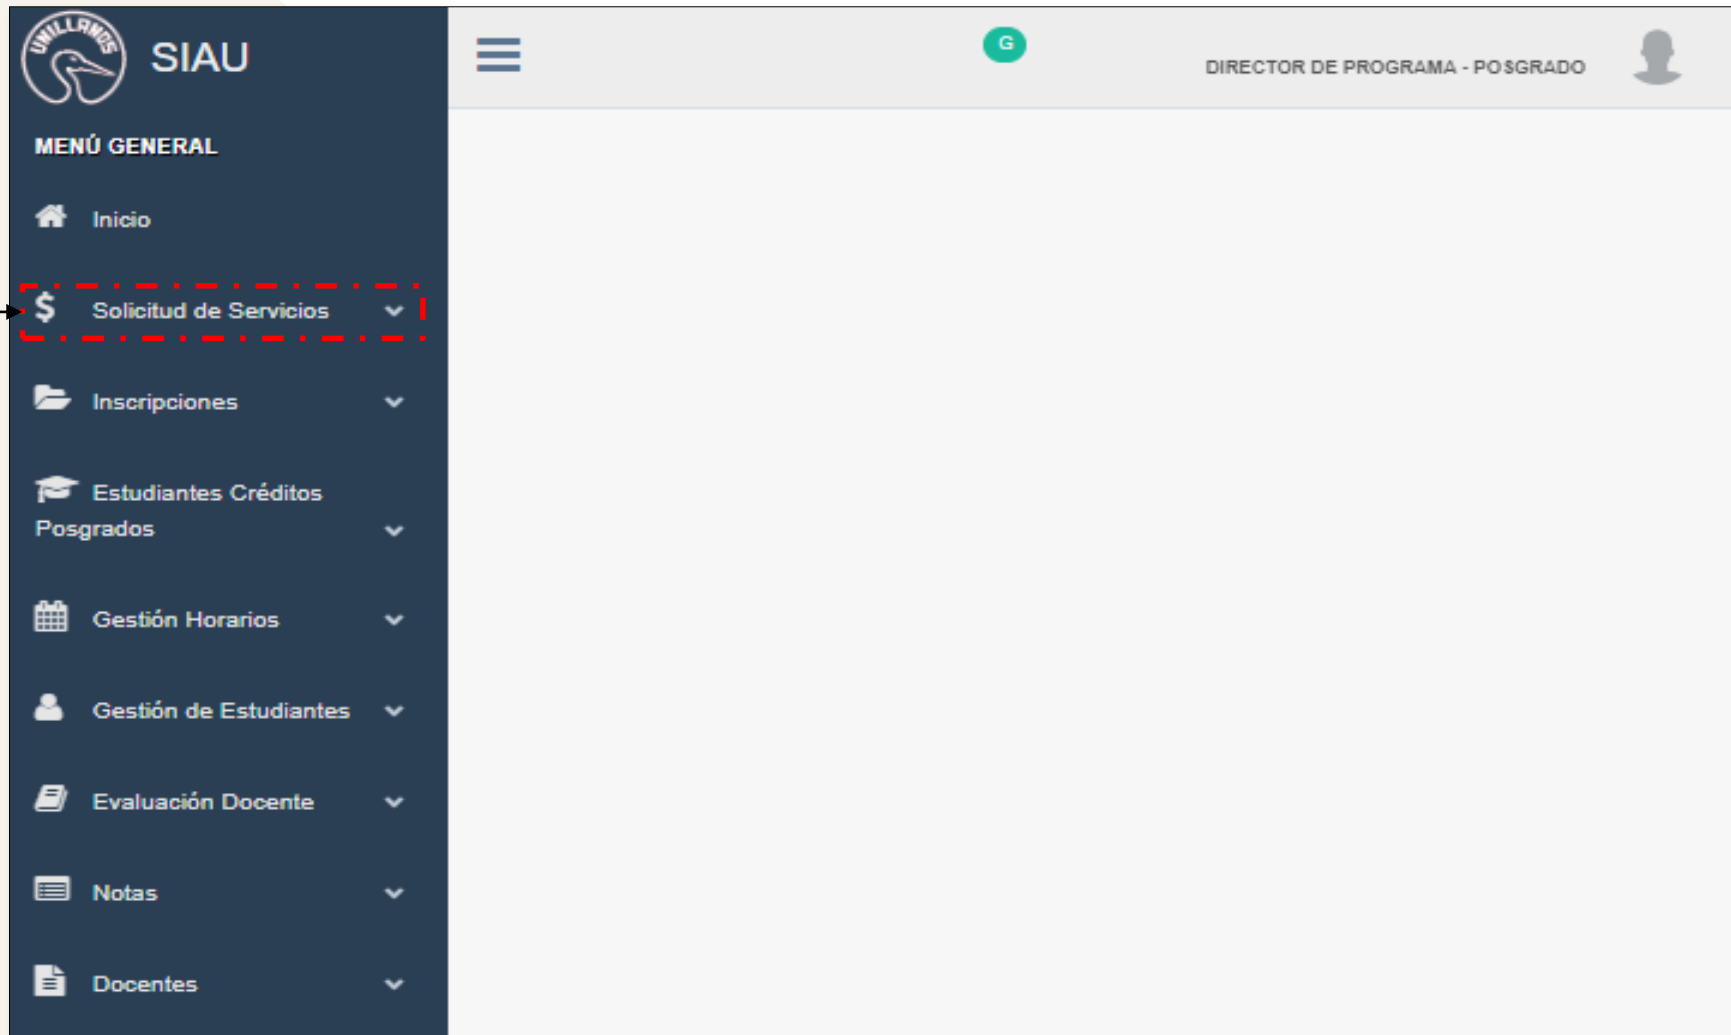 UNILLANOS
SIAU
G
DIRECTOR DE PROGRAMA - POSGRADO
MENÚ GENERAL
Inicio
$ Solicitud de Servicios
Inscripciones
Estudiantes Créditos
Posgrados
Gestión Horarios
Gestión de Estudiantes
Evaluación Docente
Notas
Docentes